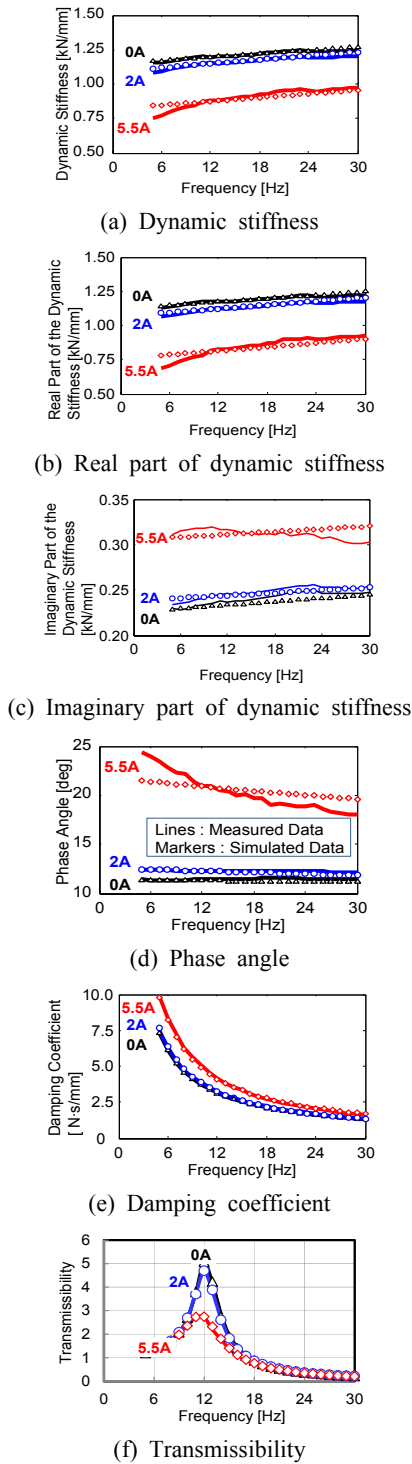 1.50
1.25
1.00
0.75
0.50
Dynamic Stiffness [kN/mm]
0A
2A
5.5A
0 6 12 18 24 30
Frequency [Hz]
(a) Dynamic stiffness
1.50
1.25
1.00
0.75
0.50
Real Part of the Dynamic
Stiffness [kN/mm]
0A
2A
5.5A
0 6 12 18 24 30
Frequency [Hz]
(b) Real part of dynamic stiffness
0.35
0.30
0.25
0.20
Imaginary Part of the
Dynamic Stiffness
[kN/mm]
5.5A
2A
0A
0 6 12 18 24 30
Frequency [Hz]
(c) Imaginary part of dynamic stiffness
25
20
15
10
Phase Angle [deg]
5.5A
Lines : Measured Data
Markers : Simulated Data
2A
0A
0 6 12 18 24 30
Frequency [Hz]
(d) Phase angle
10.0
7.5
5.0
2.5
0
Damping Coefficient
[ N·s/mm]
5.5A
2A
0A
0 6 12 18 24 30
Frequency [Hz]
(e) Damping coefficient
6
5
4
3
2
1
0
Transmissibility
0A
2A
5.5A
0 6 12 18 24 30
Frequency [Hz]
(f) Transmissibility